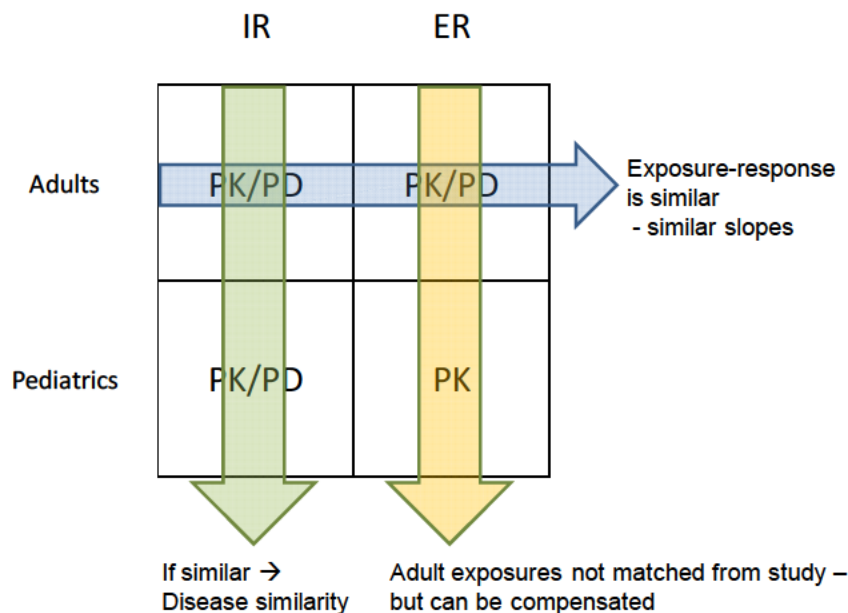 IR ER
Adults PK/PD PK/PD
Exposure-response
is similar
- similar slopes
Pediatrics PK/PD PK
If similar →
Disease similarity
Adult exposures not matched from study –
but can be compensated